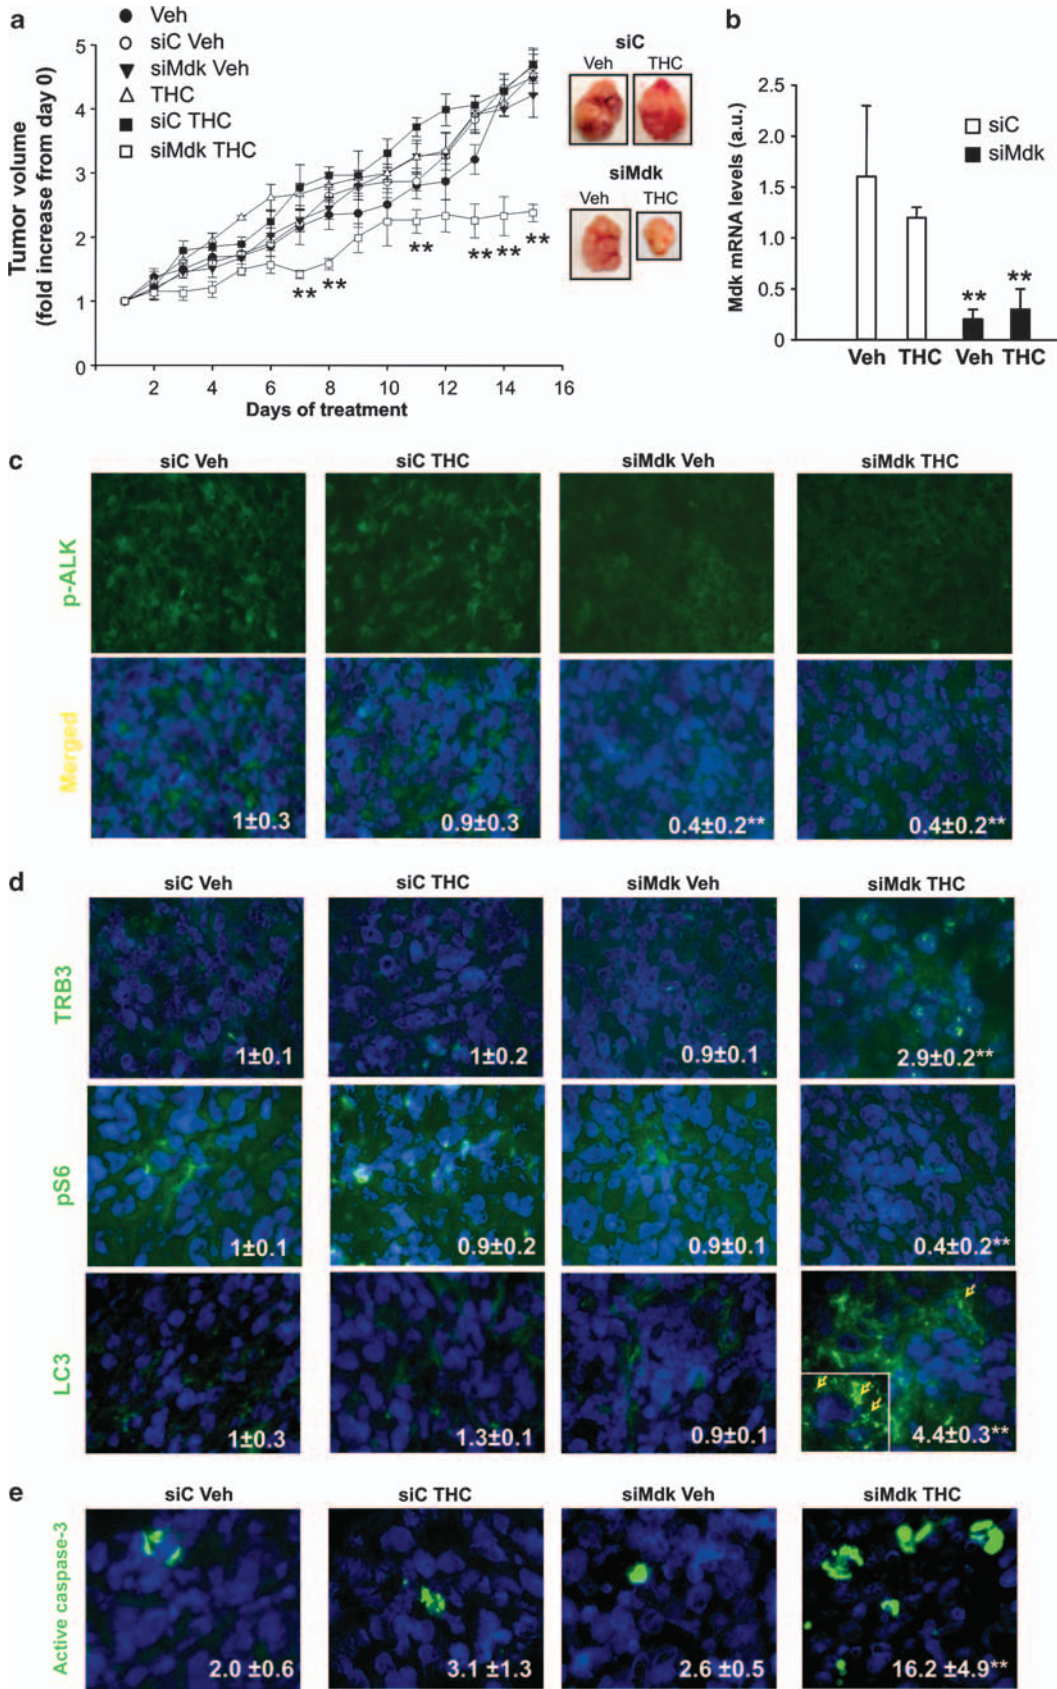 a
Veh
siC Veh
siMdk Veh
THC
siC THC
siMdk THC
Tumor volume
(fold increase from day 0)
5
4
3
2
1
0
2 4 6 8 10 12 14 16
Days of treatment
** ** ** ** ** **
siC
Veh THC
siMdk
Veh THC
b
Mdk mRNA levels (a.u.)
2.5
2.0
1.5
1.0
0.5
0
siC
siMdk
** **
Veh THC Veh THC
c
siC Veh siC THC siMdk Veh siMdk THC
p-ALK
Merged
1±0.3 0.9±0.3 0.4±0.2** 0.4±0.2**
d
siC Veh siC THC siMdk Veh siMdk THC
TRB3
1±0.1 1±0.2 0.9±0.1 2.9±0.2**
pS6
1±0.1 0.9±0.2 0.9±0.1 0.4±0.2**
LC3
1±0.3 1.3±0.1 0.9±0.1 4.4±0.3**
e
siC Veh siC THC siMdk Veh siMdk THC
Active caspase-3
2.0 ±0.6 3.1 ±1.3 2.6 ±0.5 16.2 ±4.9**